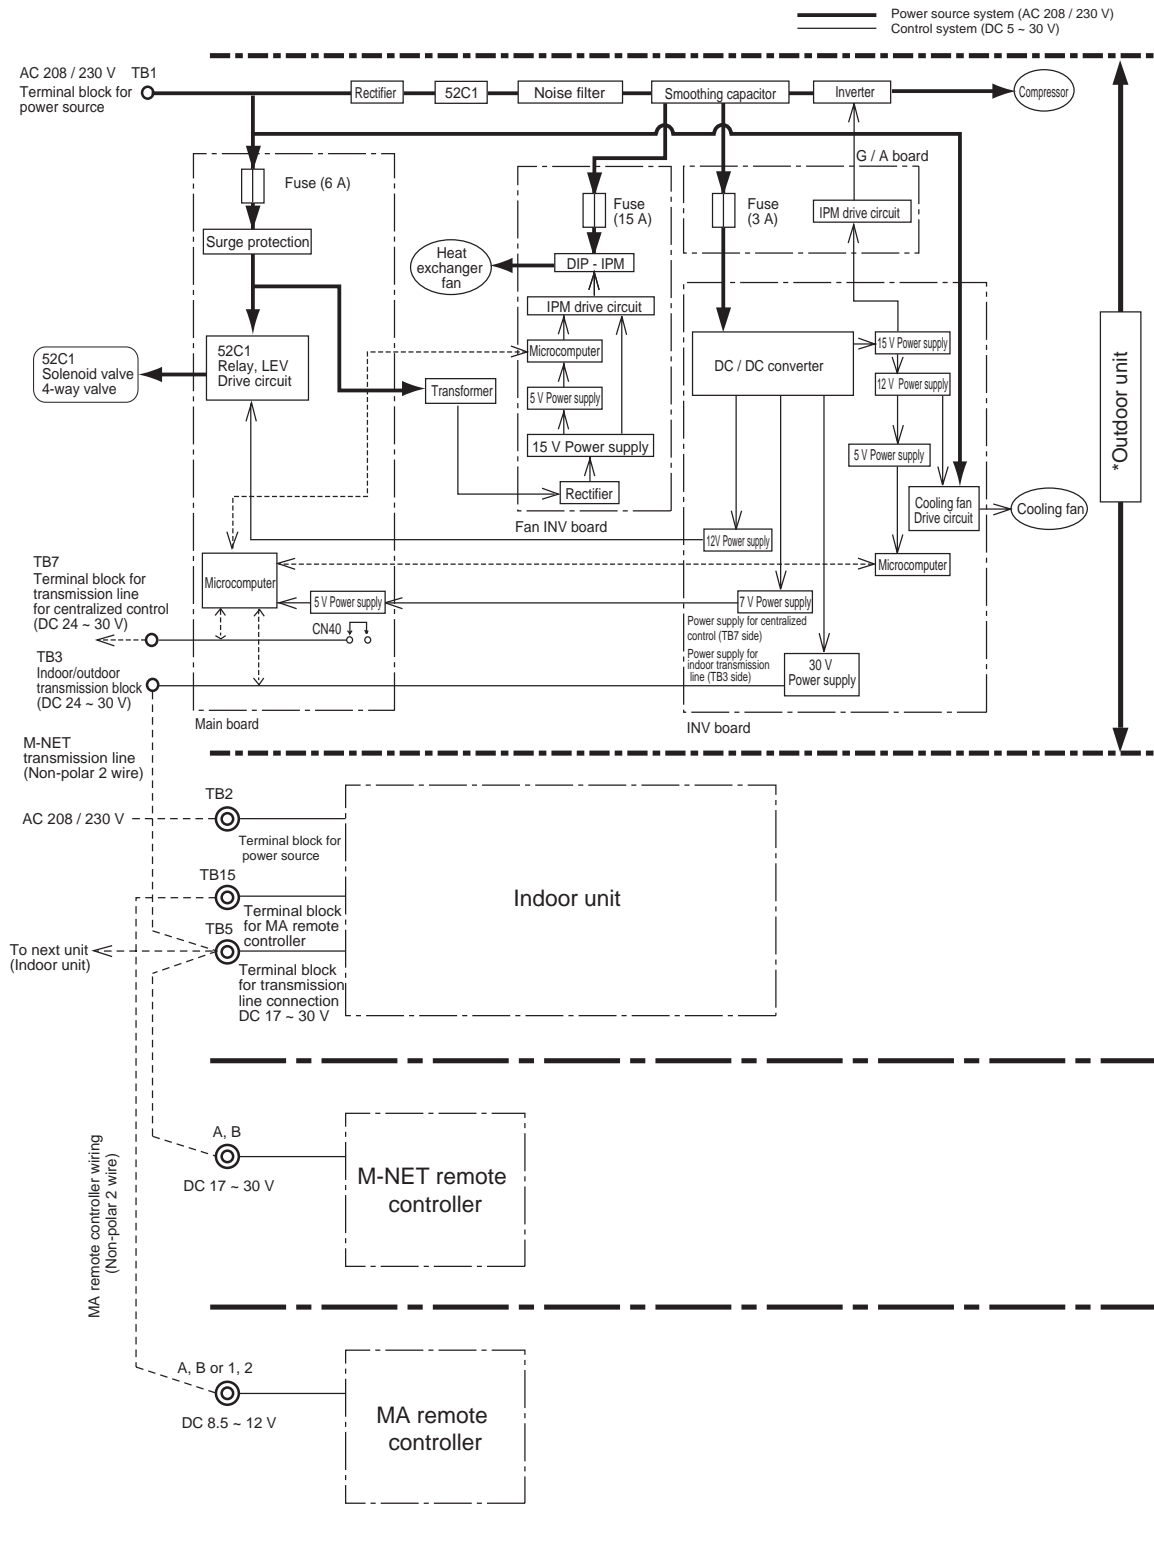 Power source system (AC 208 / 230 V)
Control system (DC 5 ~ 30 V)
AC 208 / 230 V TB1
Terminal block for
power source
Rectifier
52C1
Noise filter
Smoothing capacitor
Inverter
Compressor
G / A board
Fuse (6 A)
Fuse
(15 A)
Fuse
(3 A)
IPM drive circuit
Surge protection
Heat
exchanger
fan
DIP - IPM
IPM drive circuit
52C1
Solenoid valve
4-way valve
52C1
Relay, LEV
Drive circuit
Microcomputer
DC / DC converter
15 V Power supply
12 V Power supply
Transformer
5 V Power supply
15 V Power supply
5 V Power supply
Rectifier
Cooling fan
Drive circuit
Cooling fan
*Outdoor unit
Fan INV board
12V Power supply
TB7
Terminal block for
transmission line
for centralized control
(DC 24 ~ 30 V)
Microcomputer
Microcomputer
5 V Power supply
7 V Power supply
CN40
Power supply for centralized
control (TB7 side)
TB3
Indoor/outdoor
transmission block
(DC 24 ~ 30 V)
Power supply for
indoor transmission
line (TB3 side)
30 V
Power supply
Main board
INV board
M-NET
transmission line
(Non-polar 2 wire)
TB2
AC 208 / 230 V
Terminal block for
power source
TB15
Terminal block
for MA remote
controller
Indoor unit
TB5
To next unit
(Indoor unit)
Terminal block
for transmission
line connection
DC 17 ~ 30 V
A, B
DC 17 ~ 30 V
M-NET remote
controller
MA remote controller wiring
(Non-polar 2 wire)
A, B or 1, 2
DC 8.5 ~ 12 V
MA remote
controller